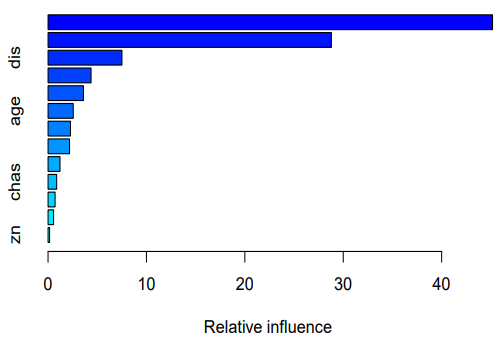 dis
age
chas
zn
0 10 20 30 40
Relative influence